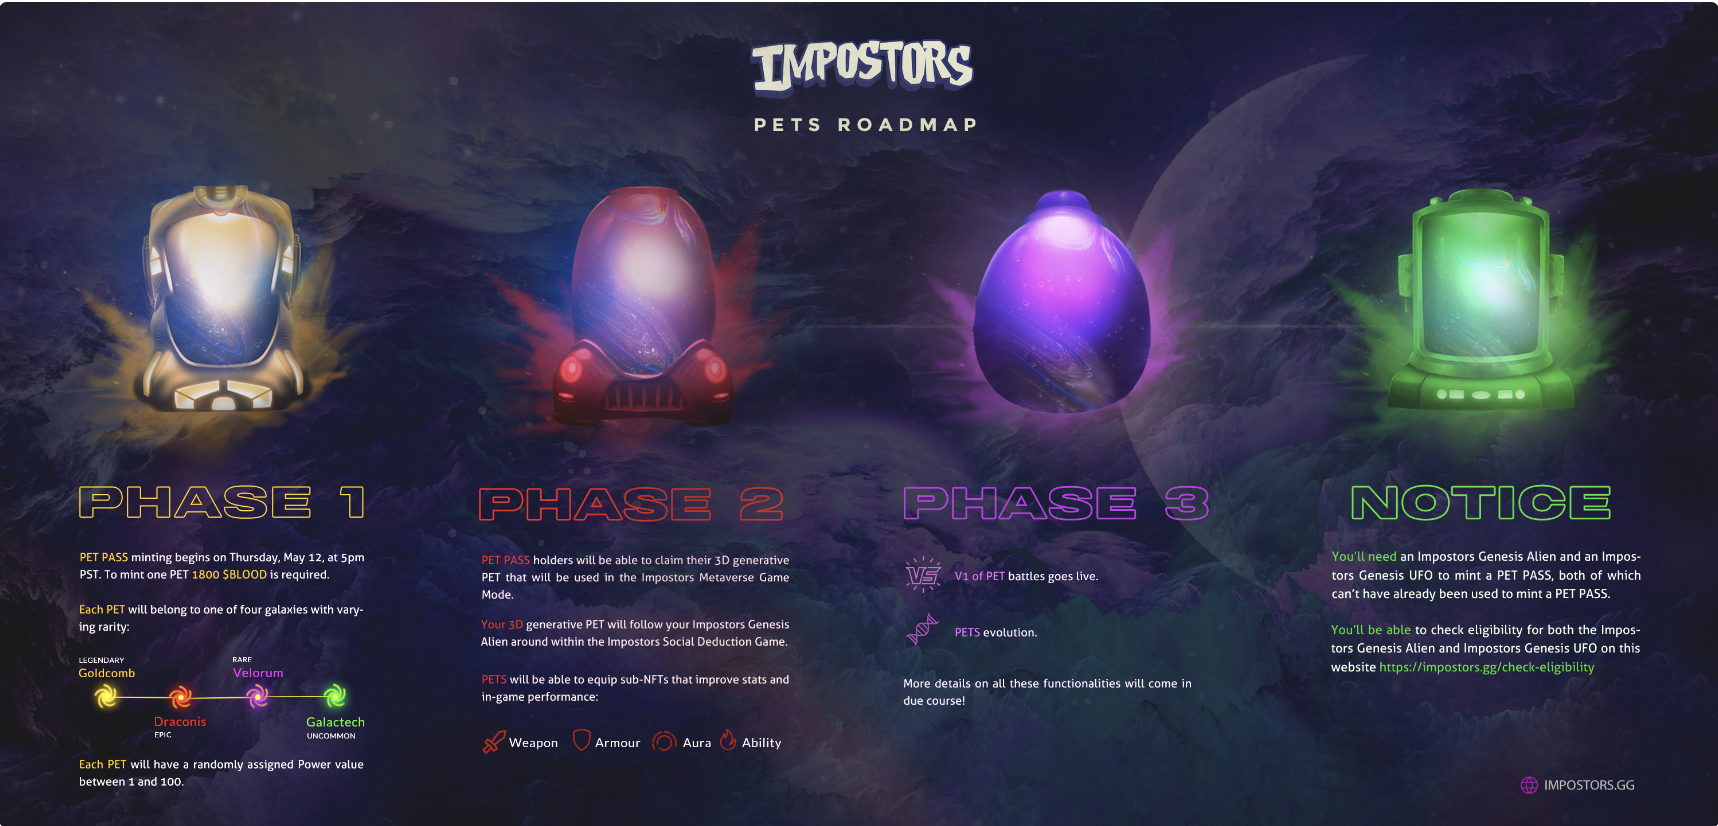 IMPOSTORS
PETS ROADMAP
PHASE 1
PET PASS minting begins on Thursday, May 12, at 5pm
PST. To mint one PET 1800 $BLOOD is required.
Each PET will belong to one of four galaxies with vary-
ing rarity:
LEGENDARY
Goldcomb
RARE
Velorum
Draconis
EPIC
Galactech
UNCOMMON
Each PET will have a randomly assigned Power value
between 1 and 100.
PHASE 2
PET PASS holders will be able to claim their 3D generative
PET that will be used in the Impostors Metaverse Game
Mode.
Your 3D generative PET will follow your Impostors Genesis
Alien around within the Impostors Social Deduction Game.
PETS will be able to equip sub-NFTs that improve stats and
in-game performance:
Weapon Armour Aura Ability
PHASE 3
VS
V1 of PET battles goes live.
PETS evolution.
More details on all these functionalities will come in
due course!
NOTICE
You'll need an Impostors Genesis Alien and an Impos-
tors Genesis UFO to mint a PET PASS, both of which
can't have already been used to mint a PET PASS.
You'll be able to check eligibility for both the Impos-
tors Genesis Alien and Impostors Genesis UFO on this
website https://impostors.gg/check-eligibility
IMPOSTORS.GG